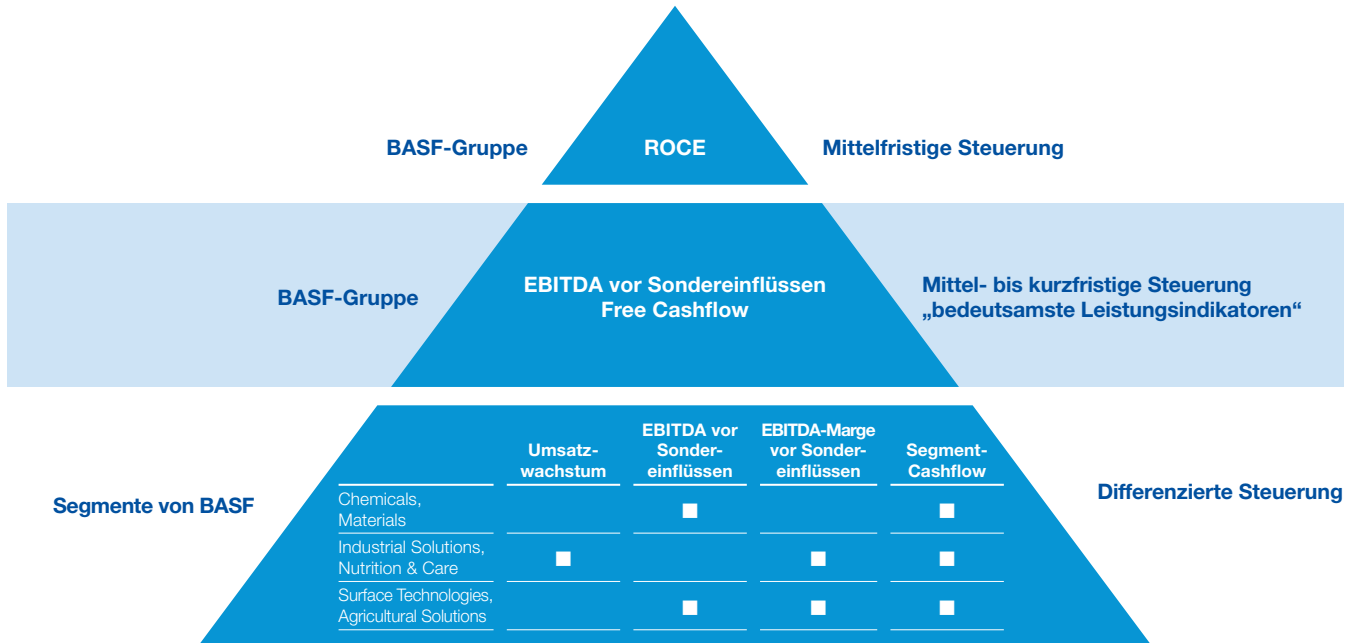 BASF-Gruppe
ROCE
Mittelfristige Steuerung
BASF-Gruppe
EBITDA vor Sondereinflüssen
Free Cashflow
Mittel- bis kurzfristige Steuerung
„bedeutsamste Leistungsindikatoren“
Segmente von BASF
Umsatz-
wachstum
EBITDA vor
Sonder-
einflüssen
EBITDA-Marge
vor Sonder-
einflüssen
Segment-
Cashflow
Chemicals,
Materials
■ ■
Industrial Solutions,
Nutrition & Care
■ ■ ■
Surface Technologies,
Agricultural Solutions
■ ■ ■
Differenzierte Steuerung